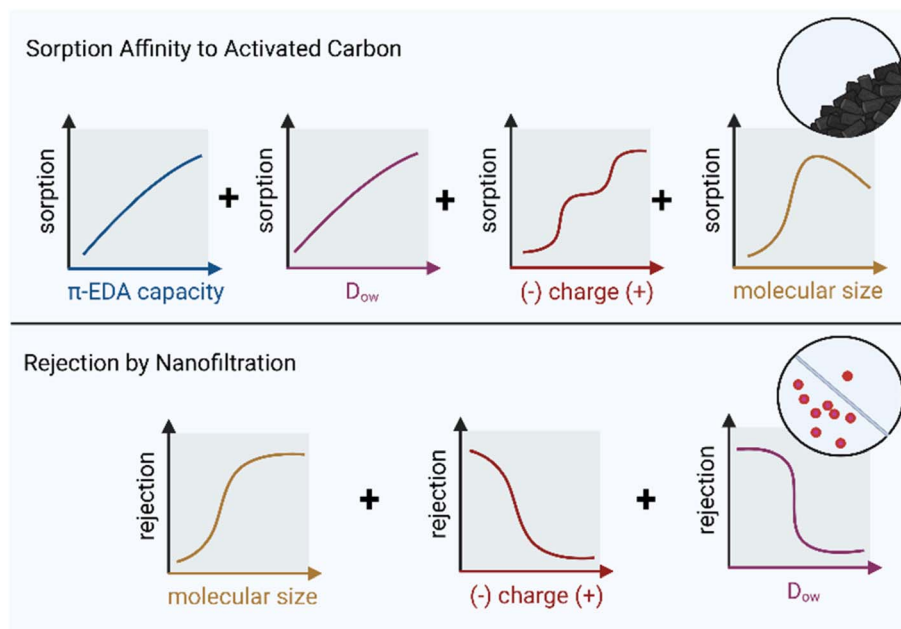 Sorption Affinity to Activated Carbon
sorption
π-EDA capacity
+
sorption
Dow
+
sorption
(-) charge (+)
+
sorption
molecular size
Rejection by Nanofiltration
rejection
molecular size
+
rejection
(-) charge (+)
+
rejection
Dow